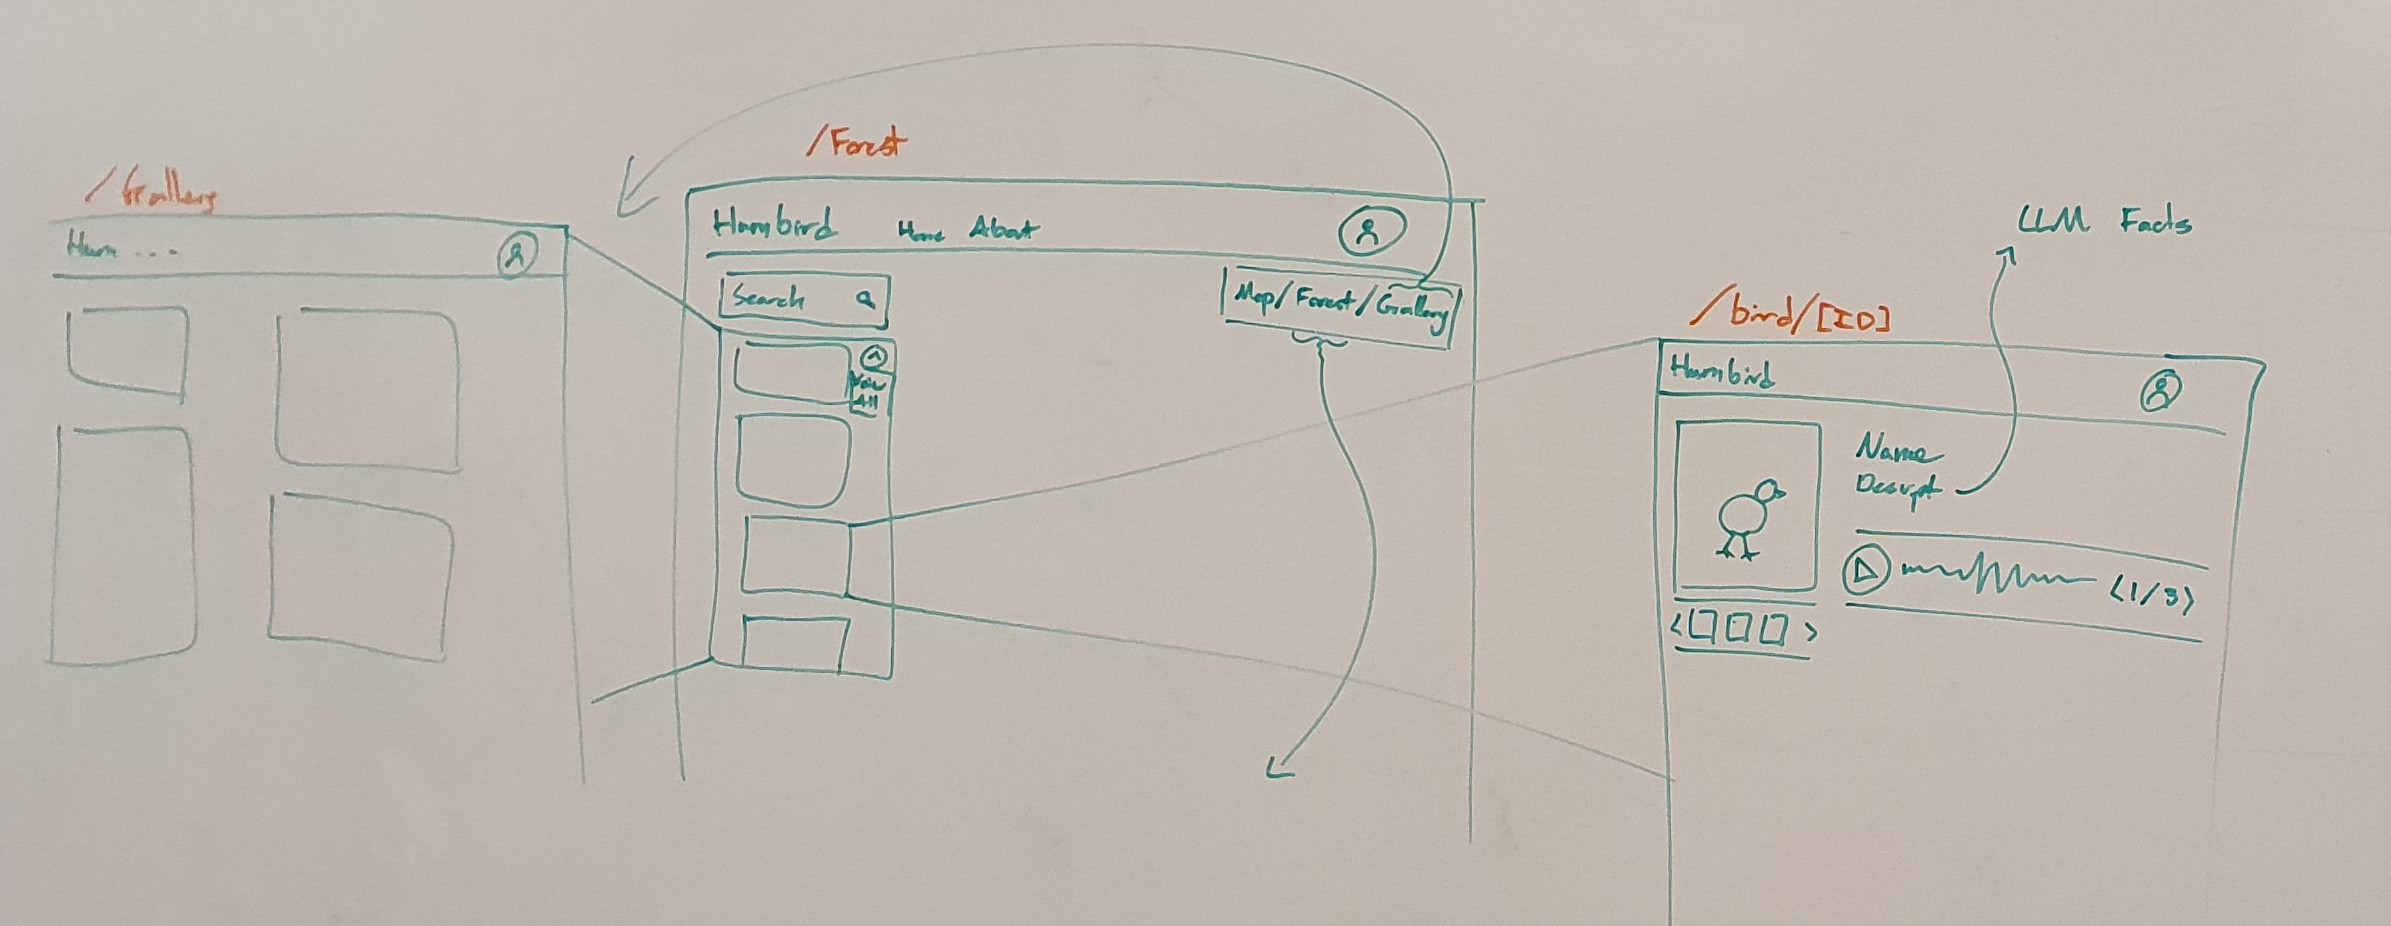 /Gallery
Hum ...
/Forest
Humbird Home About
Search
View
All
Map/Forest/Gallery
LLM Facts
/bird/[ID]
Humbird
Name
Descpt
<1/3>
< >